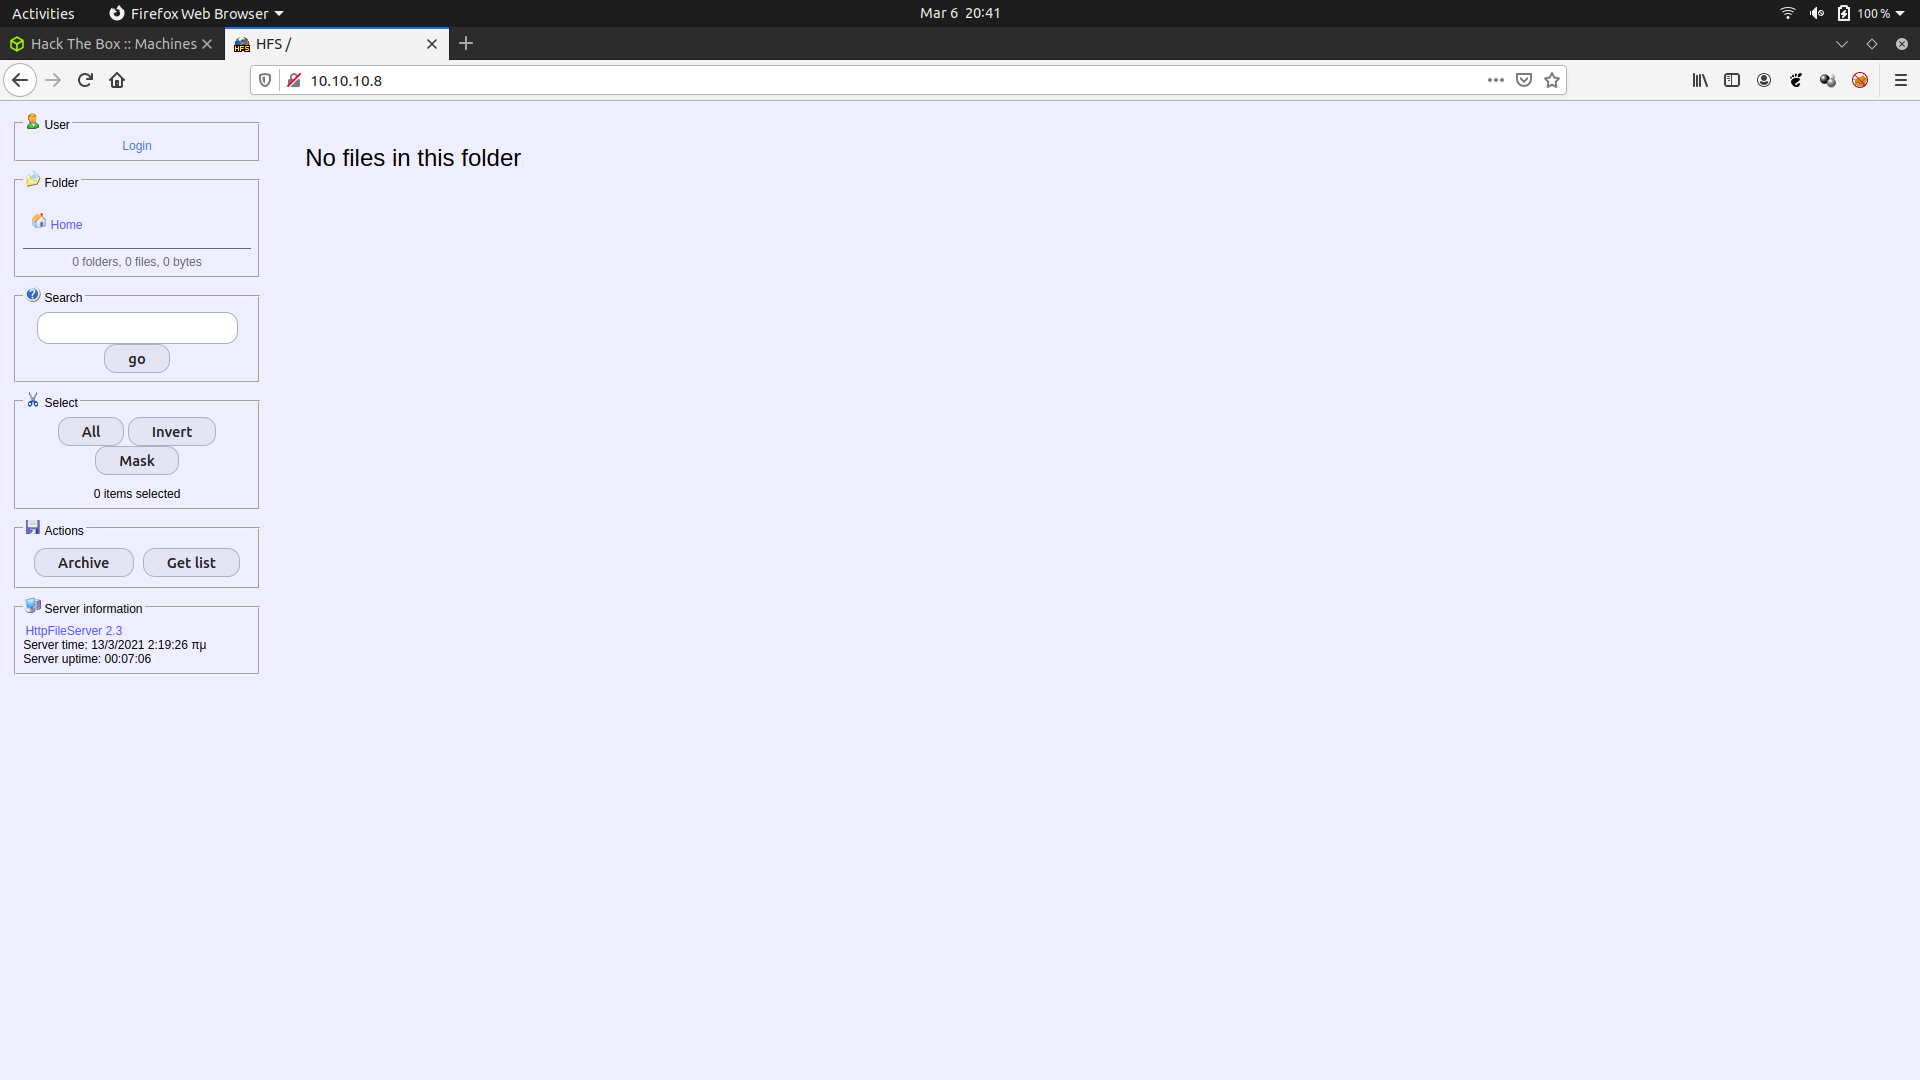 Activities Firefox Web Browser Mar 6 20:41 100 %
Hack The Box :: Machines HFS /
10.10.10.8
User
Login
Folder
Home
0 folders, 0 files, 0 bytes
Search
go
Select
All Invert
Mask
0 items selected
Actions
Archive Get list
Server information
HttpFileServer 2.3
Server time: 13/3/2021 2:19:26 πμ
Server uptime: 00:07:06
No files in this folder